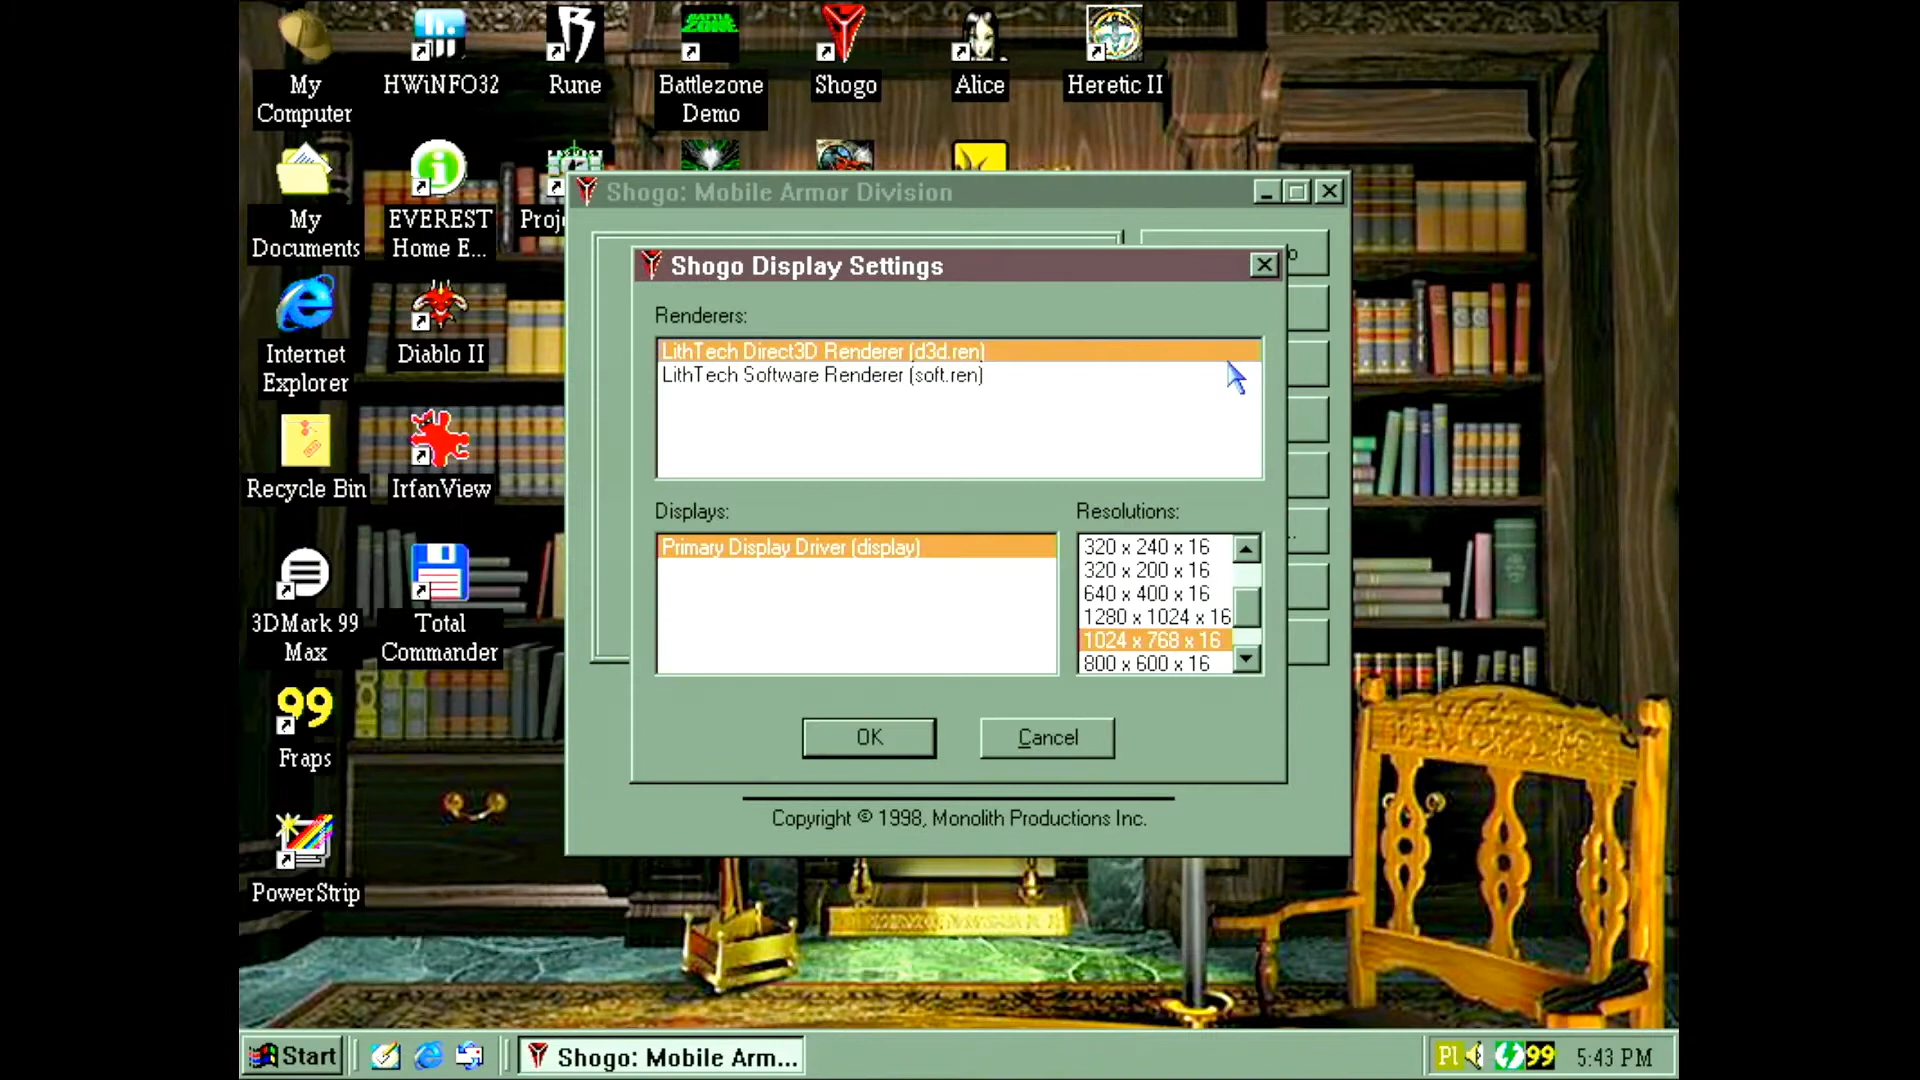 My
Computer
HWiNFO32
Rune
BATTLE
ZONE
Battlezone
Demo
Shogo
Alice
Heretic II
My
Documents
EVEREST
Home E...
Internet
Explorer
Diablo II
Recycle Bin
IrfanView
3DMark 99
Max
Total
Commander
99
Fraps
PowerStrip
Shogo: Mobile Armor Division
Shogo Display Settings
Renderers:
LithTech Direct3D Renderer (d3d.ren)
LithTech Software Renderer (soft.ren)
Displays:
Primary Display Driver (display)
Resolutions:
320 x 240 x 16
320 x 200 x 16
640 x 400 x 16
1280 x 1024 x 16
1024 x 768 x 16
800 x 600 x 16
OK
Cancel
Copyright © 1998, Monolith Productions Inc.
Start
Shogo: Mobile Arm...
Pl
99
5:43 PM